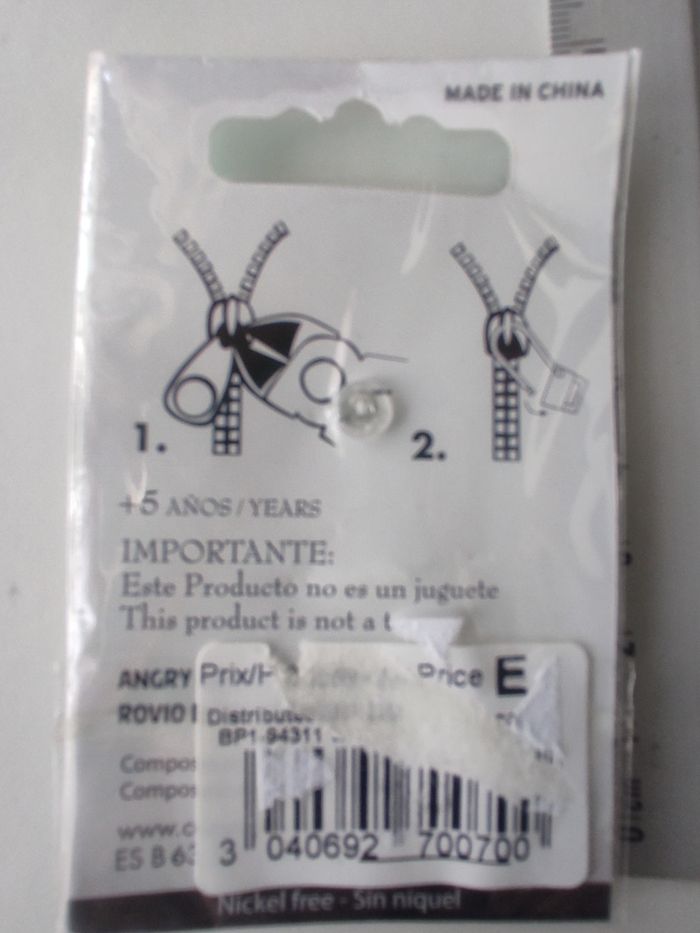 MADE IN CHINA
1.
2.
+5 AÑOS/YEARS
IMPORTANTE:
Este Producto no es un juguete
This product is not a t
ANGRY Prix/ Price E
ROVIO Distribute
BP1 94311
Compos
Compos
www.c
ES B 63
3 040692 700700
Nickel free - Sin niquel